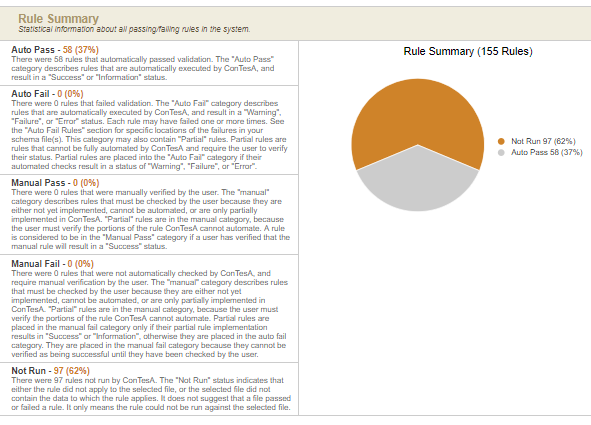 Rule Summary
Statistical information about all passing/failing rules in the system.
Auto Pass - 58 (37%)
There were 58 rules that automatically passed validation. The "Auto Pass"
category describes rules that are automatically executed by ConTesA, and
result in a "Success" or "Information" status.
Auto Fail - 0 (0%)
There were 0 rules that failed validation. The "Auto Fail" category describes
rules that are automatically executed by ConTesA, and result in a "Warning",
"Failure", or "Error" status. Each rule may have failed one or more times. See
the "Auto Fail Rules" section for specific locations of the failures in your
schema file(s). This category may also contain "Partial" rules. Partial rules are
rules that cannot be fully automated by ConTesA and require the user to verify
their status. Partial rules are placed into the "Auto Fail" category if their
automated checks result in a status of "Warning", "Failure", or "Error".
Manual Pass - 0 (0%)
There were 0 rules that were manually verified by the user. The "manual"
category describes rules that must be checked by the user because they are
either not yet implemented, cannot be automated, or are only partially
implemented in ConTesA. "Partial" rules are in the manual category, because
the user must verify the portions of the rule ConTesA cannot automate. A rule
is considered to be in the "Manual Pass" category if a user has verified that the
manual rule will result in a "Success" status.
Manual Fail - 0 (0%)
There were 0 rules that were not automatically checked by ConTesA, and
require manual verification by the user. The "manual" category describes rules
that must be checked by the user because they are either not yet
implemented, cannot be automated, or are only partially implemented in
ConTesA. "Partial" rules are in the manual category, because the user must
verify the portions of the rule ConTesA cannot automate. Partial rules are
placed in the manual fail category only if their partial rule implementation
results in "Success" or "Information", otherwise they are placed in the auto fail
category. They are placed in the manual fail category because they cannot be
verified as being successful until they have been checked by the user.
Not Run - 97 (62%)
There were 97 rules not run by ConTesA. The "Not Run" status indicates that
either the rule did not apply to the selected file, or the selected file did not
contain the data to which the rule applies. It does not suggest that a file passed
or failed a rule. It only means the rule could not be run against the selected file.
Rule Summary (155 Rules)
Not Run 97 (62%)
Auto Pass 58 (37%)